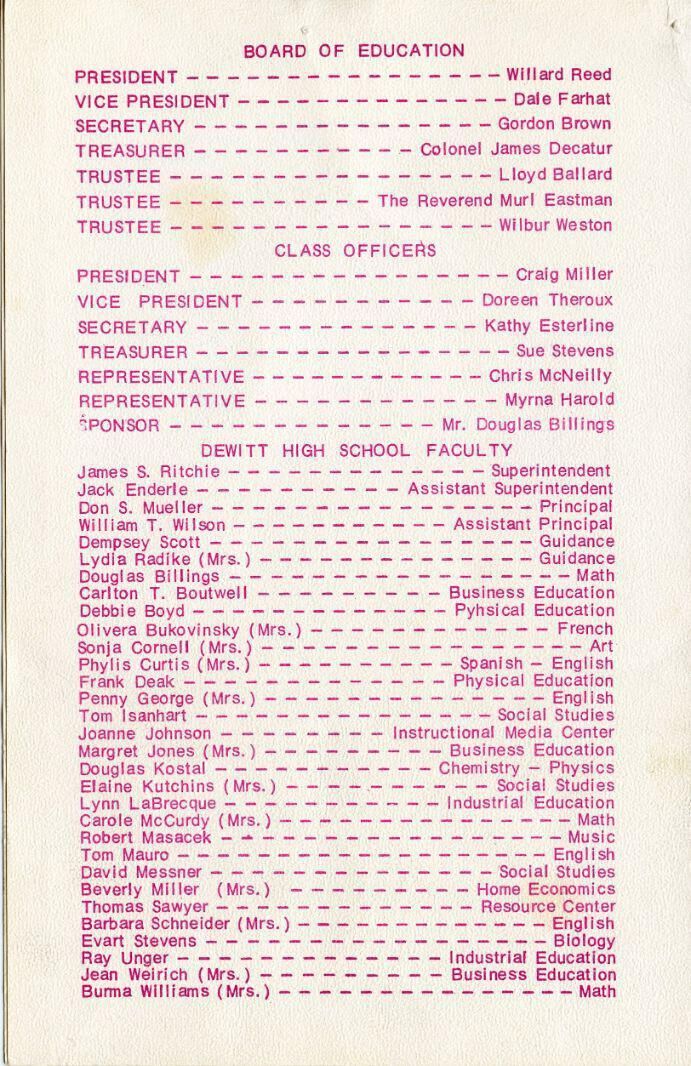 BOARD OF EDUCATION
PRESIDENT – – – – – – – – – – – – – – – – – – Willard Reed
VICE PRESIDENT – – – – – – – – – – – – – – – Dale Farhat
SECRETARY – – – – – – – – – – – – – – – – Gordon Brown
TREASURER – – – – – – – – – – – Colonel James Decatur
TRUSTEE – – – – – – – – – – – – – – – – – – Lloyd Ballard
TRUSTEE – – – – – – – – – – The Reverend Murl Eastman
TRUSTEE – – – – – – – – – – – – – – – – – – Wilbur Weston
CLASS OFFICERS
PRESIDENT – – – – – – – – – – – – – – – – – – Craig Miller
VICE PRESIDENT – – – – – – – – – – – – Doreen Theroux
SECRETARY – – – – – – – – – – – – – – – Kathy Esterline
TREASURER – – – – – – – – – – – – – – – – – Sue Stevens
REPRESENTATIVE – – – – – – – – – – – – Chris McNeilly
REPRESENTATIVE – – – – – – – – – – – – – Myrna Harold
SPONSOR – – – – – – – – – – – – – – Mr. Douglas Billings
DEWITT HIGH SCHOOL FACULTY
James S. Ritchie – – – – – – – – – – – – – – Superintendent
Jack Enderle – – – – – – – – – – – Assistant Superintendent
Don S. Mueller – – – – – – – – – – – – – – – – – – Principal
William T. Wilson – – – – – – – – – – – – Assistant Principal
Dempsey Scott – – – – – – – – – – – – – – – – – – Guidance
Lydia Radike (Mrs.) – – – – – – – – – – – – – – – Guidance
Douglas Billings – – – – – – – – – – – – – – – – – – – Math
Carlton T. Boutwell – – – – – – – – – Business Education
Debbie Boyd – – – – – – – – – – – – – Pyhsical Education
Olivera Bukovinsky (Mrs.) – – – – – – – – – – – – – French
Sonja Cornell (Mrs.) – – – – – – – – – – – – – – – – – Art
Phylis Curtis (Mrs.) – – – – – – – – – – Spanish – English
Frank Deak – – – – – – – – – – – – – – Physical Education
Penny George (Mrs.) – – – – – – – – – – – – – – – English
Tom Isanhart – – – – – – – – – – – – – – – – Social Studies
Joanne Johnson – – – – – – – – Instructional Media Center
Margret Jones (Mrs.) – – – – – – – – – Business Education
Douglas Kostal – – – – – – – – – – – – Chemistry – Physics
Elaine Kutchins (Mrs.) – – – – – – – – – – – Social Studies
Lynn LaBrecque – – – – – – – – – – – Industrial Education
Carole McCurdy (Mrs.) – – – – – – – – – – – – – – – – Math
Robert Masacek – – – – – – – – – – – – – – – – – – – Music
Tom Mauro – – – – – – – – – – – – – – – – – – – – English
David Messner – – – – – – – – – – – – – – – – Social Studies
Beverly Miller (Mrs.) – – – – – – – – – – Home Economics
Thomas Sawyer – – – – – – – – – – – – – – Resource Center
Barbara Schneider (Mrs.) – – – – – – – – – – – – – English
Evart Stevens – – – – – – – – – – – – – – – – – – – Biology
Ray Unger – – – – – – – – – – – – – – Industrial Education
Jean Weirich (Mrs.) – – – – – – – – – – Business Education
Burma Williams (Mrs.) – – – – – – – – – – – – – – – – Math